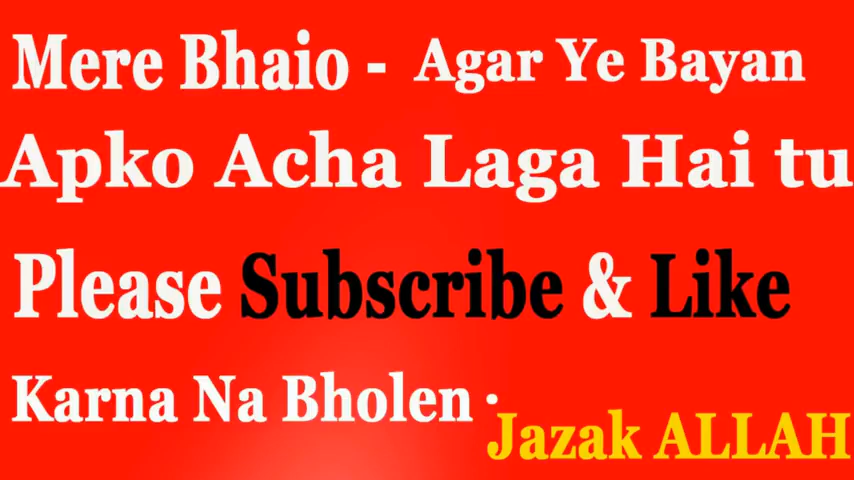 Mere Bhaio - Agar Ye Bayan
Apko Acha Laga Hai tu
Please Subscribe & Like
Karna Na Bholen .
Jazak ALLAH